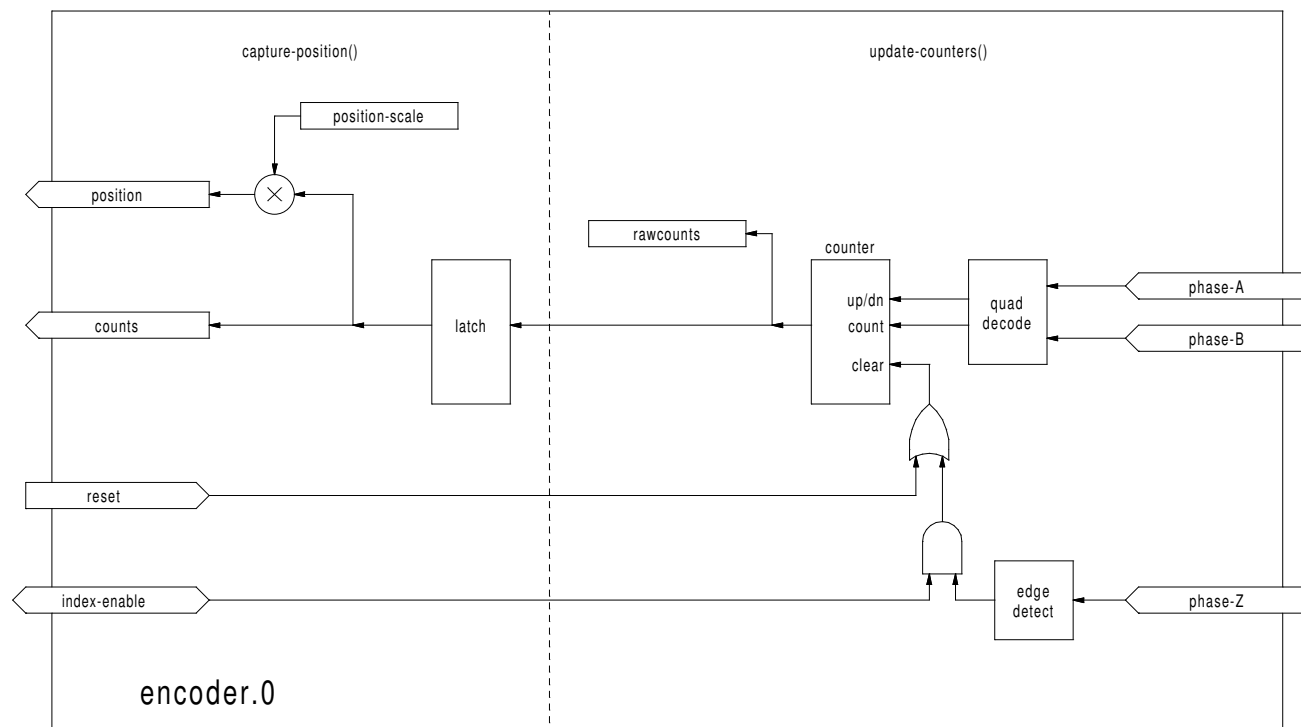 capture-position()
update-counters()
position-scale
position
rawcounts
counter
phase-A
up/dn
quad
decode
counts
latch
count
phase-B
clear
reset
index-enable
edge
detect
phase-Z
encoder.0